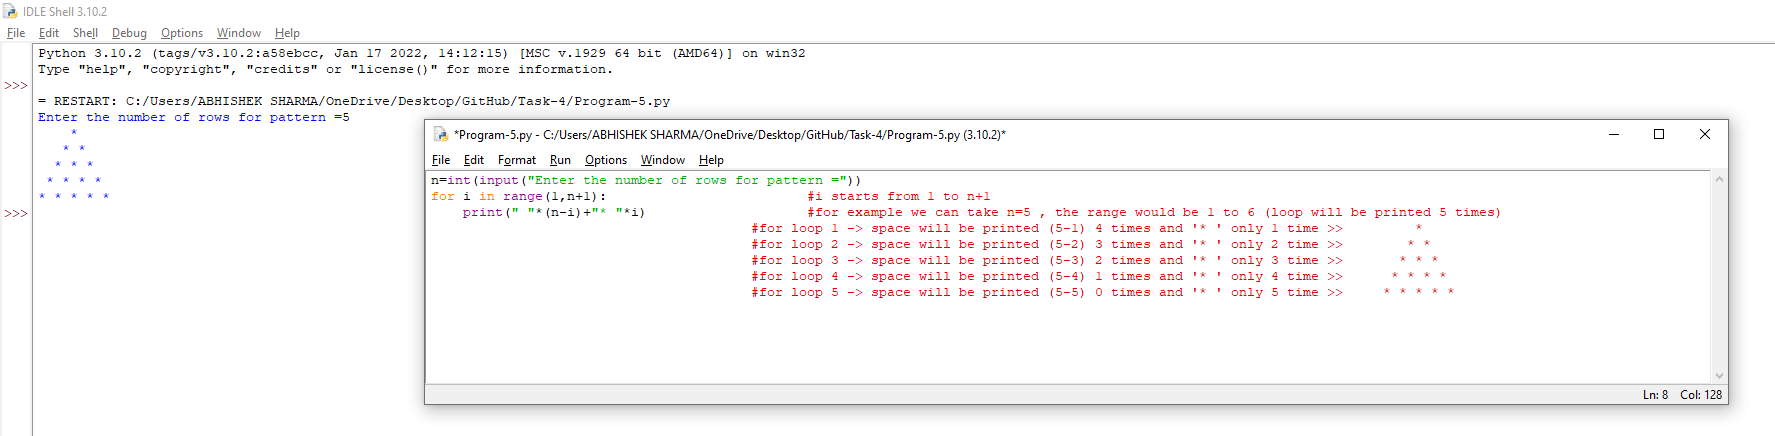 IDLE Shell 3.10.2
File Edit Shell Debug Options Window Help
Python 3.10.2 (tags/v3.10.2:a58ebcc, Jan 17 2022, 14:12:15) [MSC v.1929 64 bit (AMD64)] on win32
Type "help", "copyright", "credits" or "license()" for more information.
>>>
= RESTART: C:/Users/ABHISHEK SHARMA/OneDrive/Desktop/GitHub/Task-4/Program-5.py
Enter the number of rows for pattern =5
    *
   * *
  * * *
 * * * *
* * * * *
>>>
*Program-5.py - C:/Users/ABHISHEK SHARMA/OneDrive/Desktop/GitHub/Task-4/Program-5.py (3.10.2)*
File Edit Format Run Options Window Help
n=int(input("Enter the number of rows for pattern ="))
for i in range(1,n+1):                         #i starts from 1 to n+1
    print(" "*(n-i)+"* "*i)                    #for example we can take n=5 , the range would be 1 to 6 (loop will be printed 5 times)
                                        #for loop 1 -> space will be printed (5-1) 4 times and '* ' only 1 time >>         *
                                        #for loop 2 -> space will be printed (5-2) 3 times and '* ' only 2 time >>        * *
                                        #for loop 3 -> space will be printed (5-3) 2 times and '* ' only 3 time >>       * * *
                                        #for loop 4 -> space will be printed (5-4) 1 times and '* ' only 4 time >>      * * * *
                                        #for loop 5 -> space will be printed (5-5) 0 times and '* ' only 5 time >>     * * * * *
Ln: 8 Col: 128